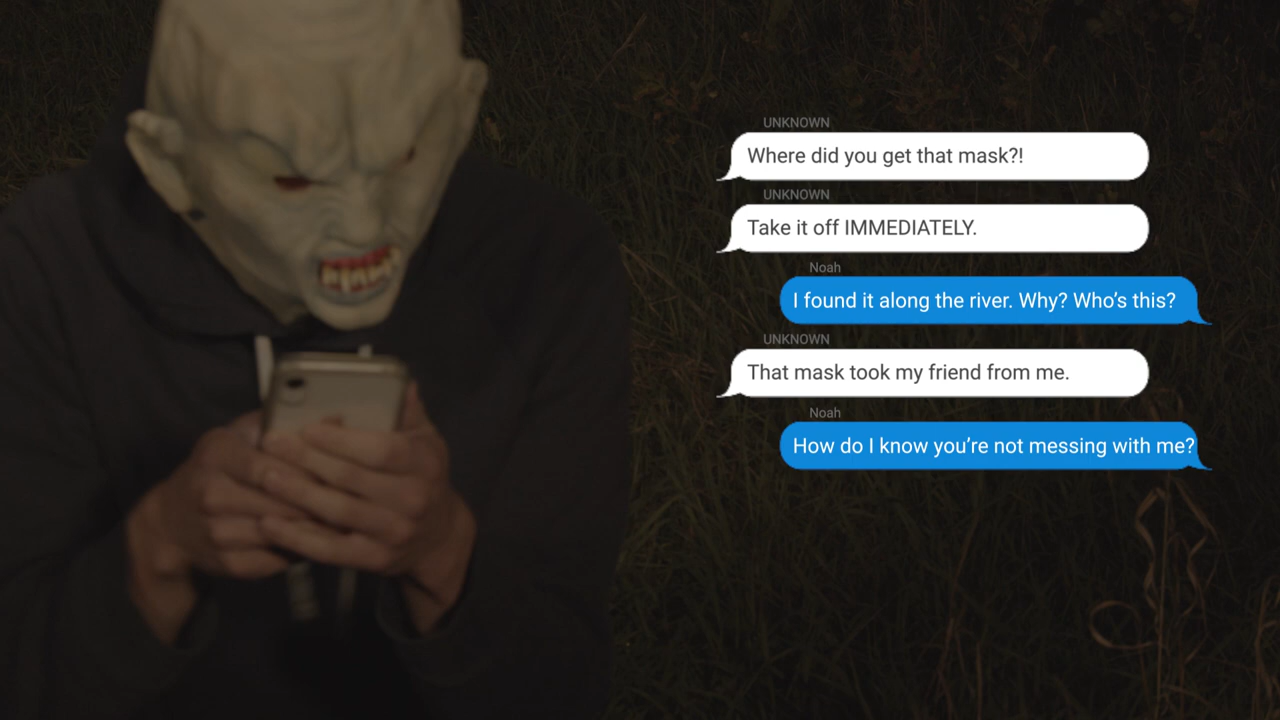 UNKNOWN
Where did you get that mask?!
UNKNOWN
Take it off IMMEDIATELY.
Noah
I found it along the river. Why? Who’s this?
UNKNOWN
That mask took my friend from me.
Noah
How do I know you’re not messing with me?